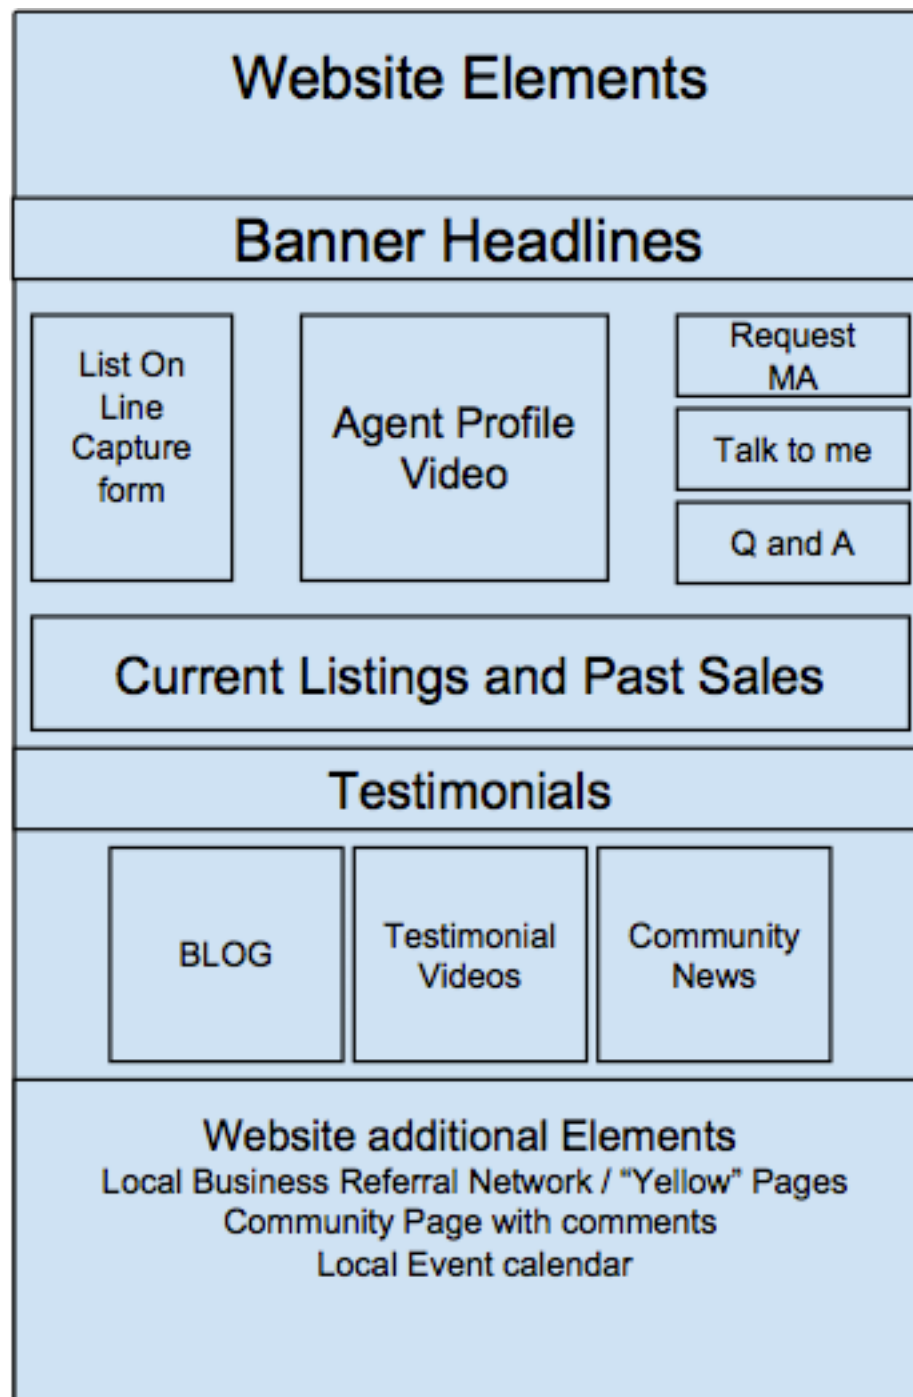 Website Elements
Banner Headlines
List On
Line
Capture
form
Agent Profile
Video
Request
MA
Talk to me
Q and A
Current Listings and Past Sales
Testimonials
BLOG
Testimonial
Videos
Community
News
Website additional Elements
Local Business Referral Network / “Yellow” Pages
Community Page with comments
Local Event calendar